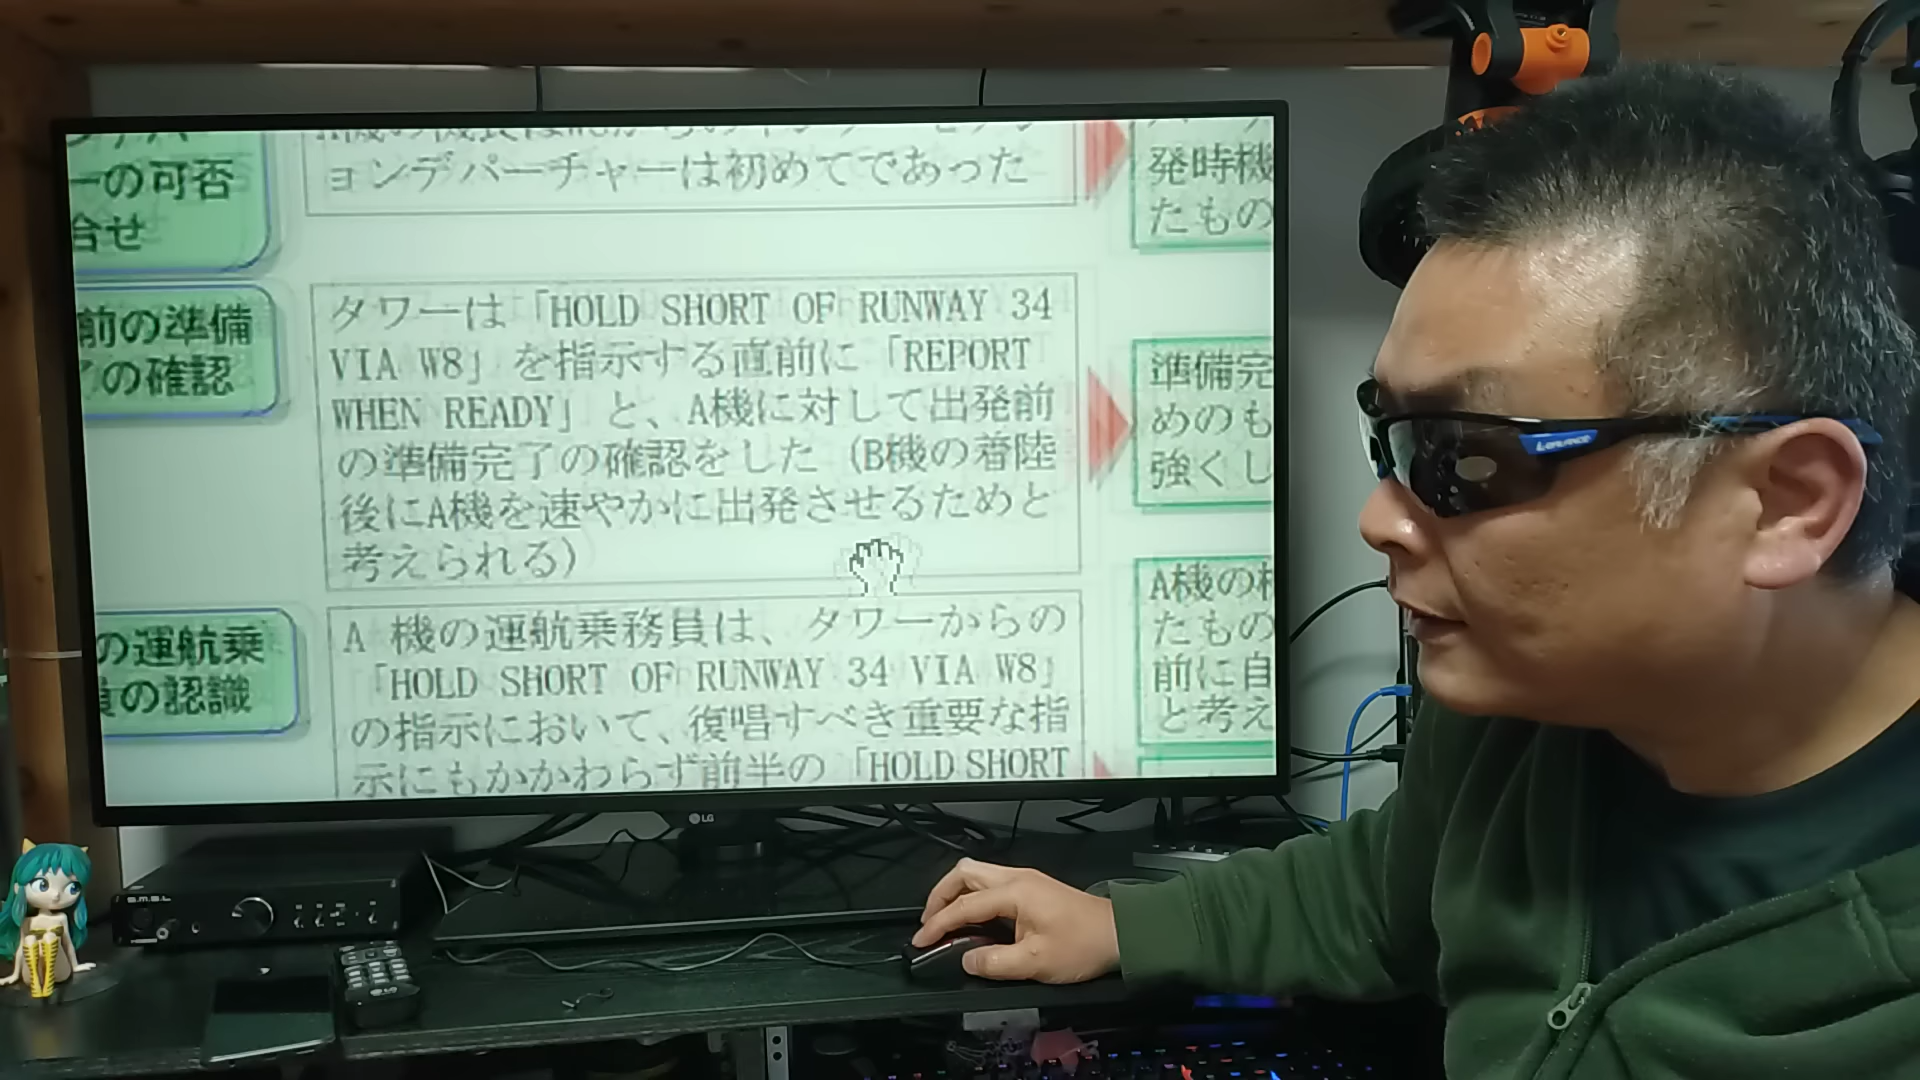 ーの可否
合せ
ョンデパーチャーは初めてであった
発時機
たもの
前の準備
の確認
タワーは「HOLD SHORT OF RUNWAY 34
VIA W8」を指示する直前に「REPORT
WHEN READY」と、A機に対して出発前
の準備完了の確認をした（B機の着陸
後にA機を速やかに出発させるためと
考えられる）
準備完
めのも
強くし
の運航乗
員の認識
A 機の運航乗務員は、タワーからの
「HOLD SHORT OF RUNWAY 34 VIA W8」
の指示において、復唱すべき重要な指
示にもかかわらず前半の「HOLD SHORT
A機の
たもの
前に自
と考え
LG
S.M.S.L
LG